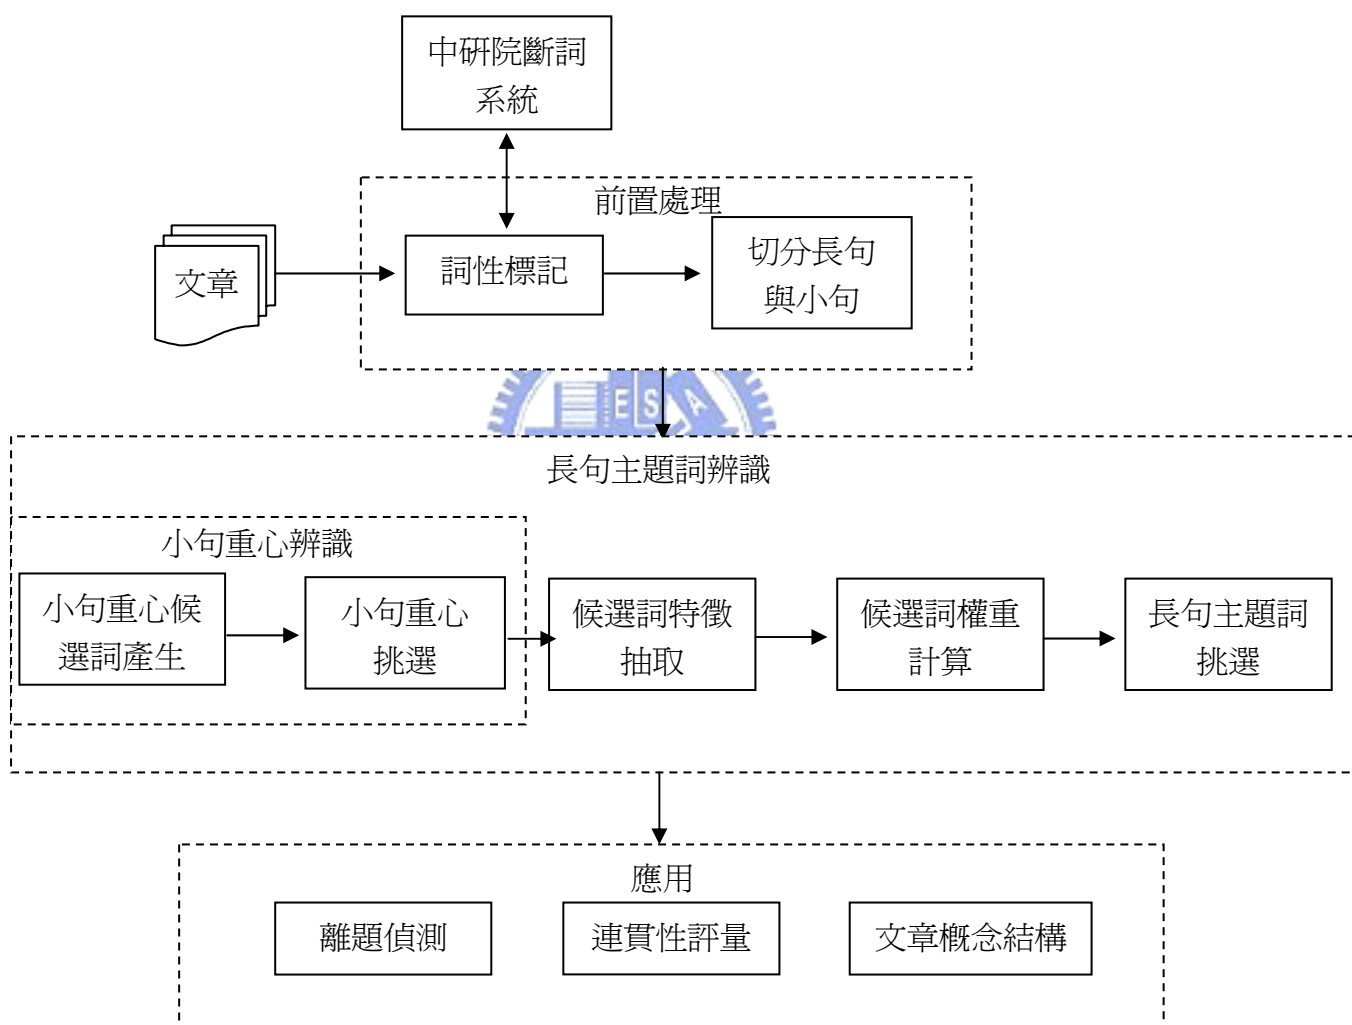 中研院斷詞
系統
前置處理
文章
詞性標記
切分長句
與小句
E S A
長句主題詞辨識
小句重心辨識
小句重心候
選詞產生
小句重心
挑選
候選詞特徵
抽取
候選詞權重
計算
長句主題詞
挑選
應用
離題偵測
連貫性評量
文章概念結構